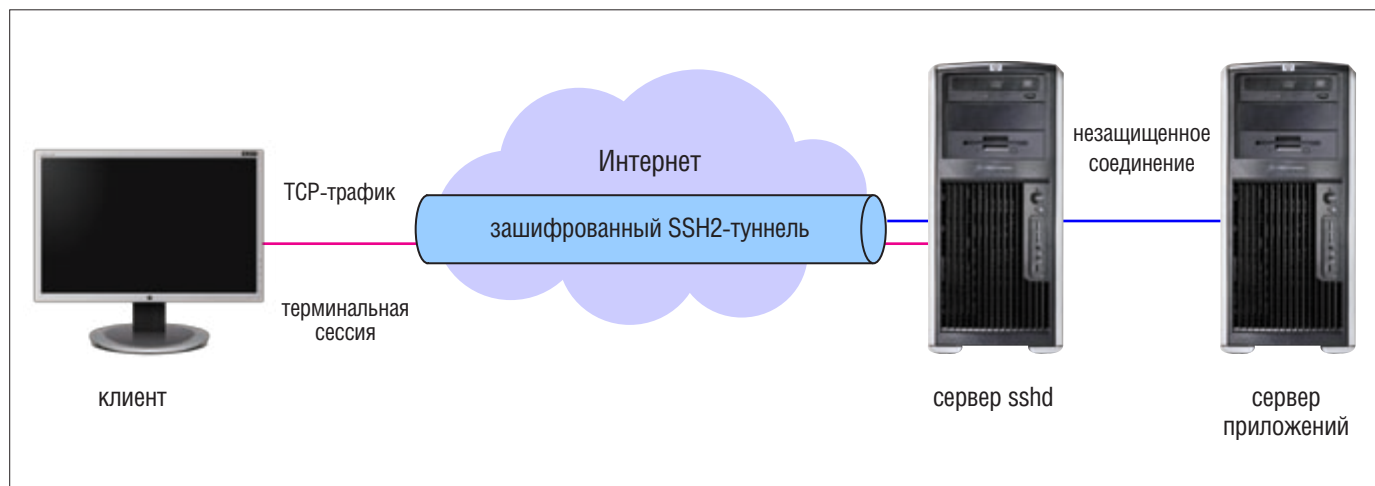 Интернет
TCP-трафик
зашифрованный SSH2-туннель
терминальная
сессия
незащищенное
соединение
клиент
сервер sshd
сервер
приложений